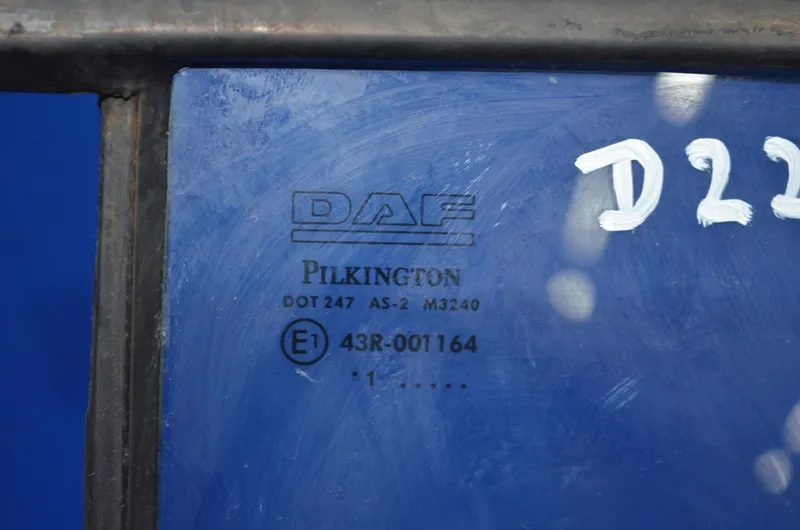 DAF
D22
PILKINGTON
DOT 247 AS-2 M3240
E1 43R-001164
.1 .....